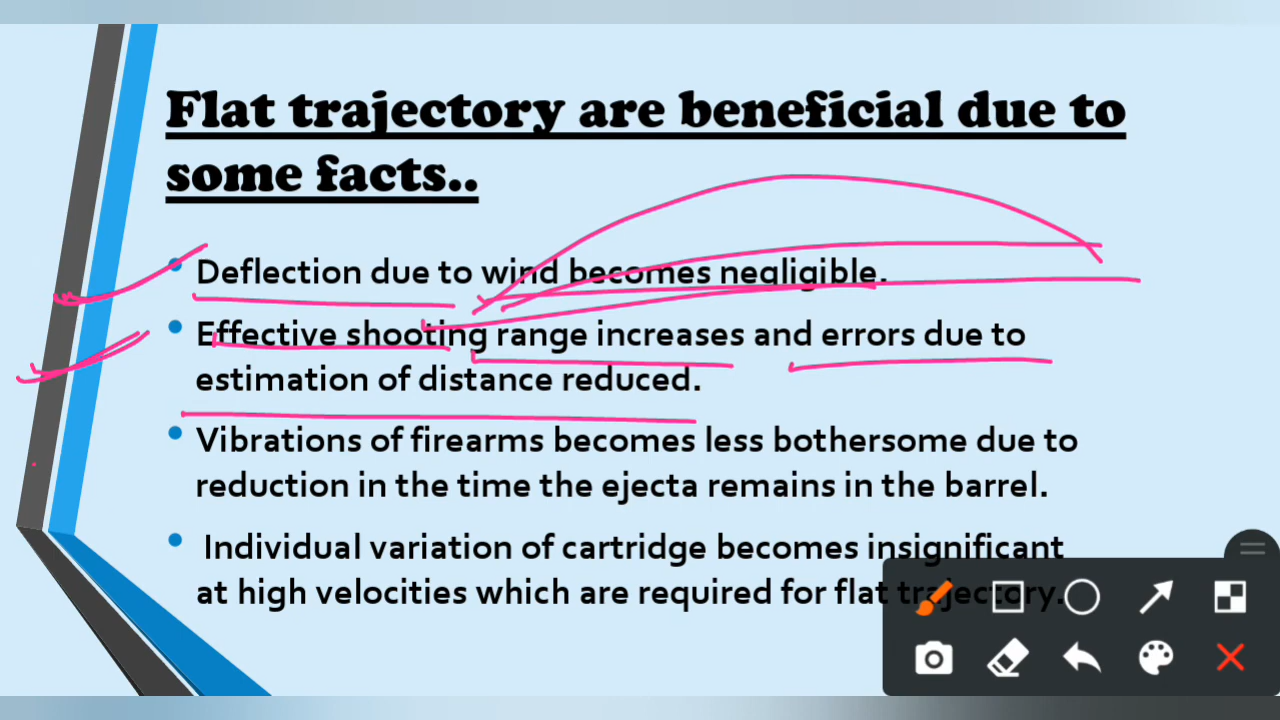 Flat trajectory are beneficial due to
some facts..
Deflection due to wind becomes negligible.
Effective shooting range increases and errors due to
estimation of distance reduced.
Vibrations of firearms becomes less bothersome due to
reduction in the time the ejecta remains in the barrel.
Individual variation of cartridge becomes insignificant
at high velocities which are required for flat trajectory.